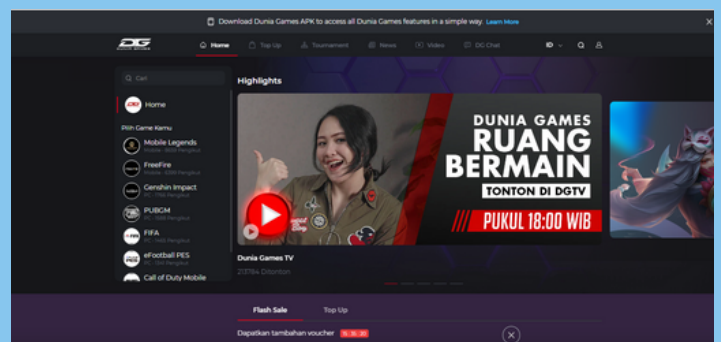 Download Dunia Games APK to access all Dunia Games features in a simple way. Learn More
DG
Home
Top Up
Tournament
News
Video
DG Chat
ID
Cari
Home
Pilih Game Kamu
Mobile Legends
FreeFire
Genshin Impact
PUBGM
FIFA
eFootball PES
Call of Duty Mobile
Highlights
DUNIA GAMES
RUANG
BERMAIN
TONTON DI DGTV
PUKUL 18:00 WIB
Dunia Games TV
213784 Ditonton
Flash Sale
Top Up
Dapatkan tambahan voucher